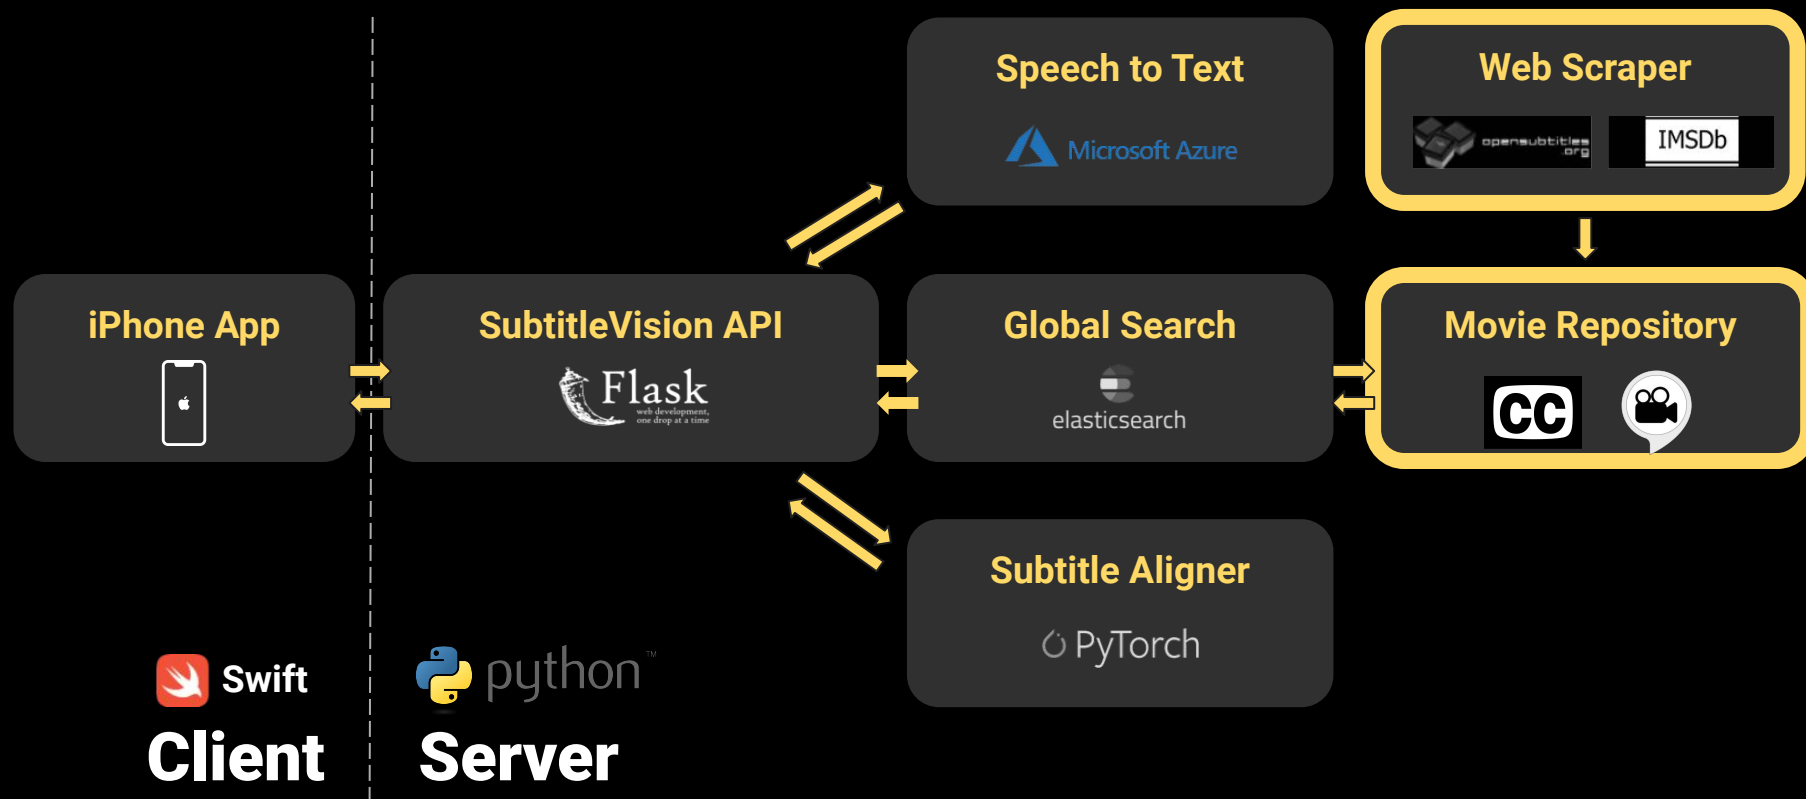 Speech to Text
Microsoft Azure
Web Scraper
opensubtitles
.org
IMSDb
iPhone App
SubtitleVision API
Flask
web development,
one drop at a time
Global Search
elasticsearch
Movie Repository
CC
Subtitle Aligner
PyTorch
Swift
python™
Client
Server